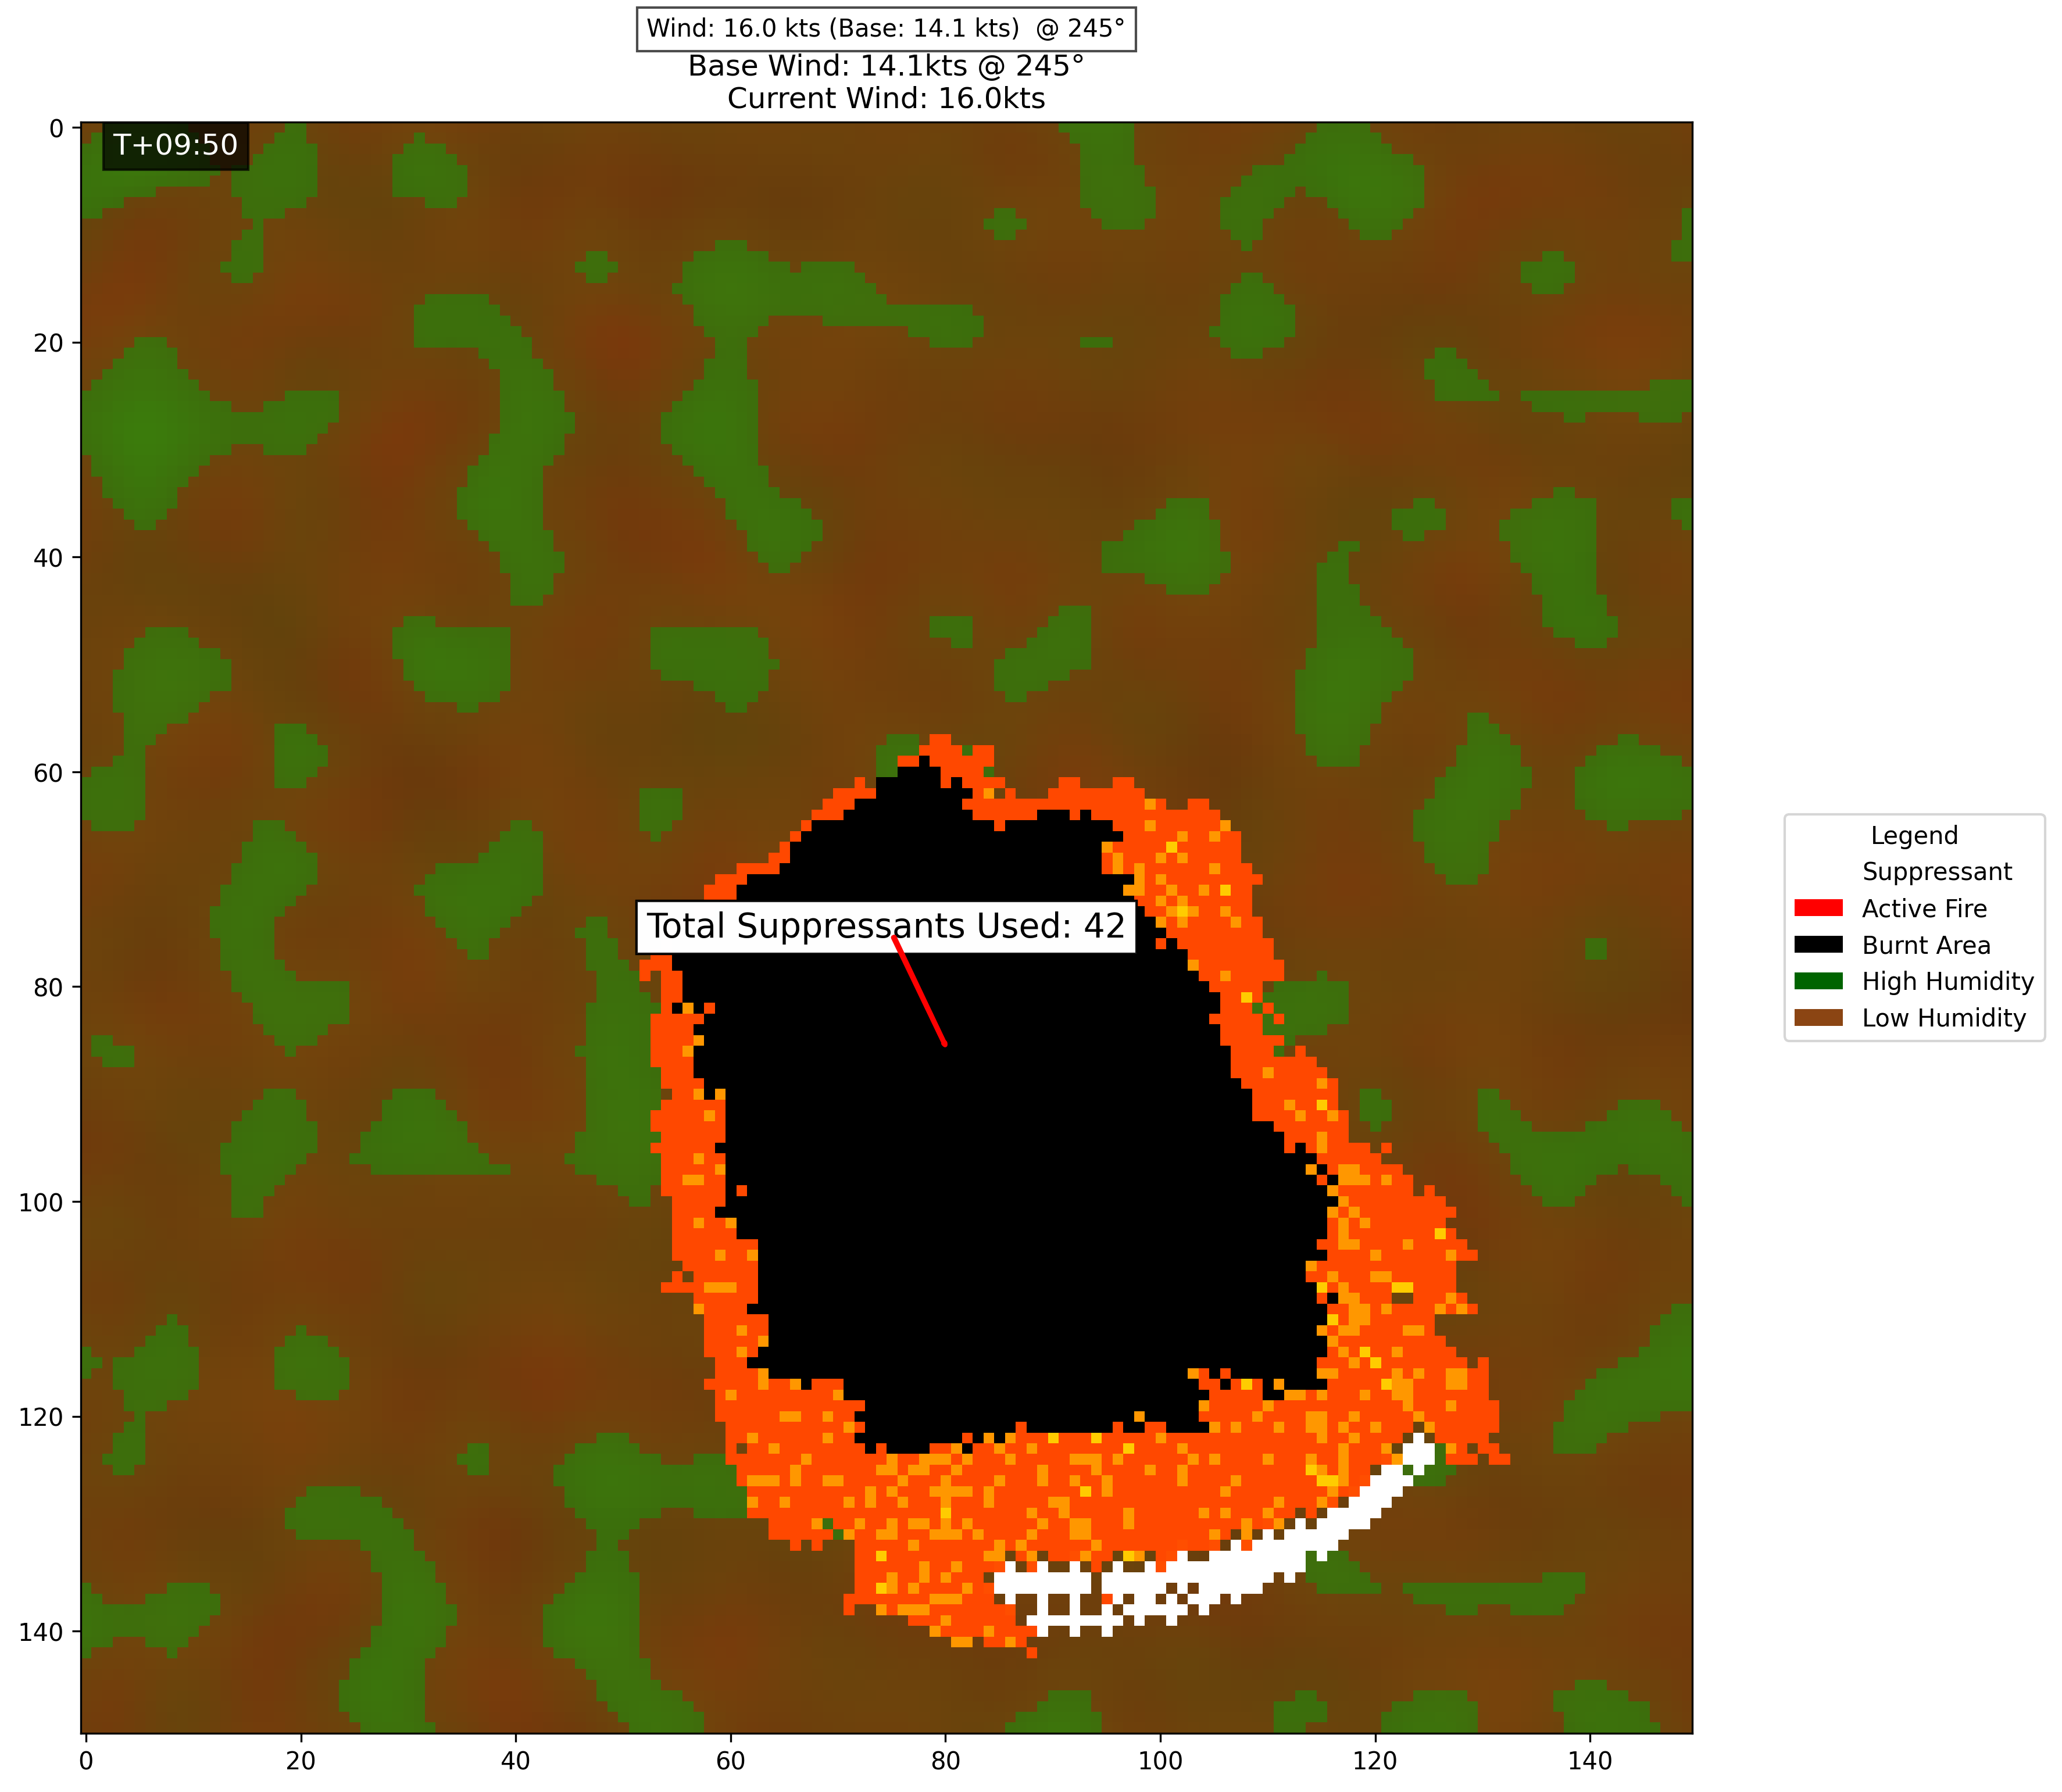 Wind: 16.0 kts (Base: 14.1 kts)  @ 245°
Base Wind: 14.1kts @ 245°
Current Wind: 16.0kts
T+09:50
0
20
40
60
80
100
120
140
Total Suppressants Used: 42
0
20
40
60
80
100
120
140
Legend
Suppressant
Active Fire
Burnt Area
High Humidity
Low Humidity